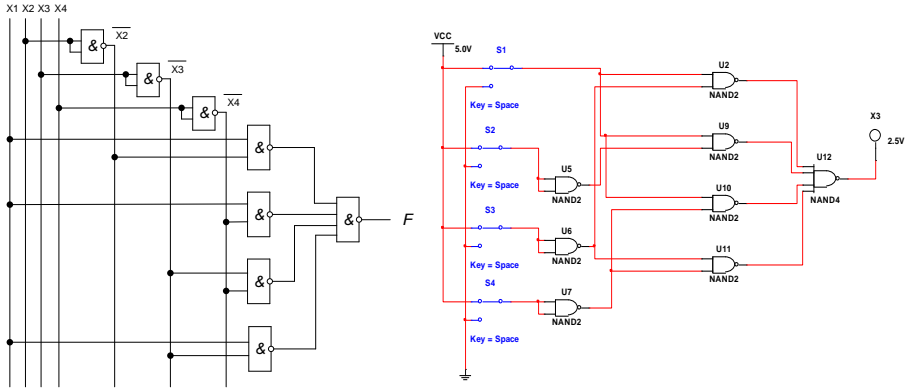 X1 X2 X3 X4
X2
&
X3
&
X4
&
&
&
&
F
&
&
VCC
5.0V
S1
Key = Space
S2
Key = Space
S3
Key = Space
S4
Key = Space
U5
NAND2
U6
NAND2
U7
NAND2
U2
NAND2
U9
NAND2
U10
NAND2
U11
NAND2
U12
NAND4
X3
2.5V